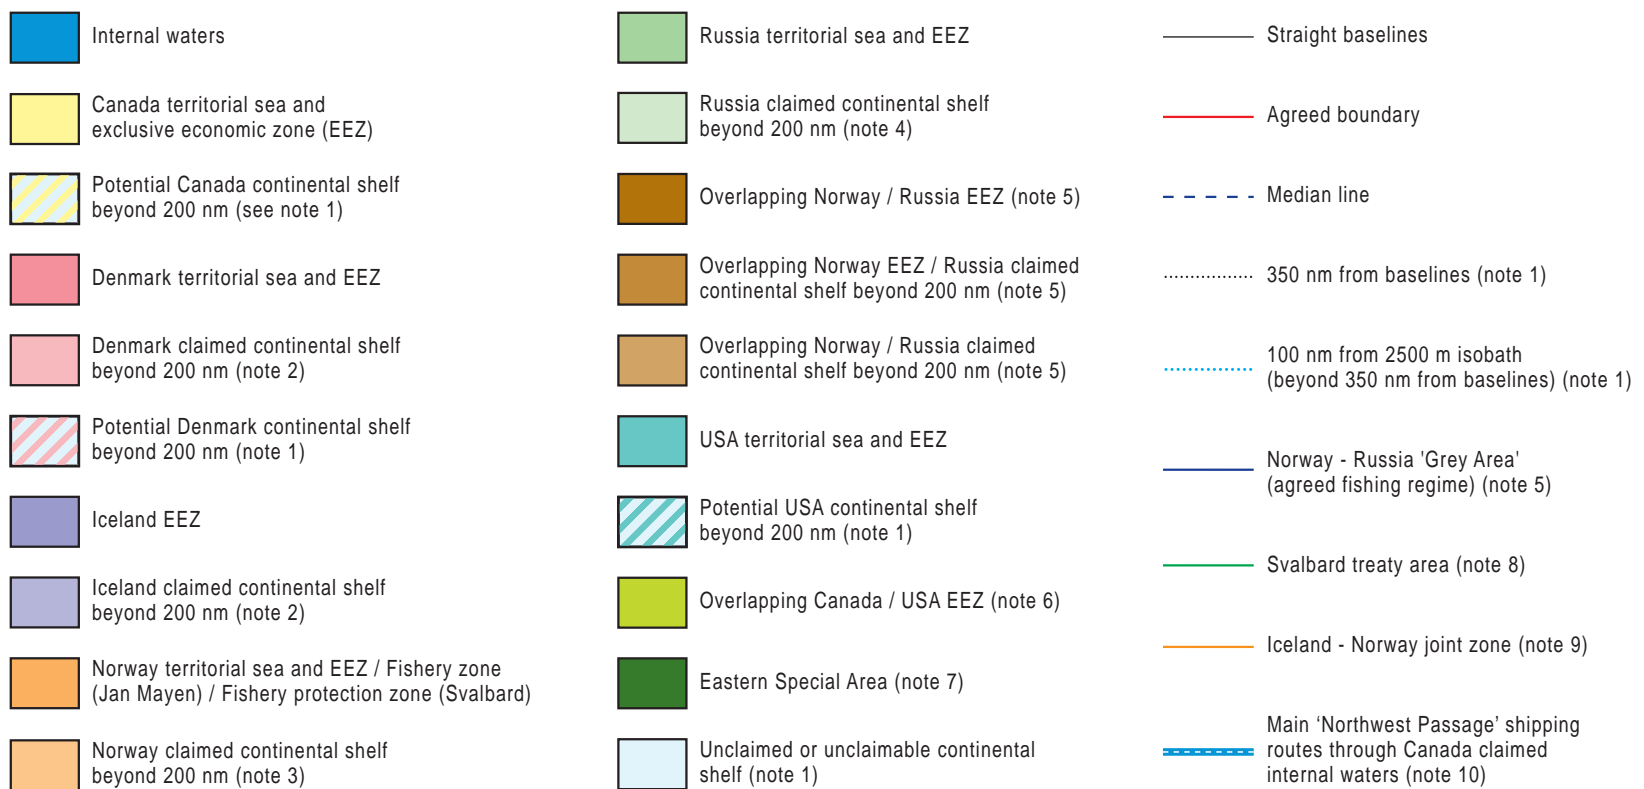 Internal waters
Canada territorial sea and
exclusive economic zone (EEZ)
Potential Canada continental shelf
beyond 200 nm (see note 1)
Denmark territorial sea and EEZ
Denmark claimed continental shelf
beyond 200 nm (note 2)
Potential Denmark continental shelf
beyond 200 nm (note 1)
Iceland EEZ
Iceland claimed continental shelf
beyond 200 nm (note 2)
Norway territorial sea and EEZ / Fishery zone
(Jan Mayen) / Fishery protection zone (Svalbard)
Norway claimed continental shelf
beyond 200 nm (note 3)
Russia territorial sea and EEZ
Russia claimed continental shelf
beyond 200 nm (note 4)
Overlapping Norway / Russia EEZ (note 5)
Overlapping Norway EEZ / Russia claimed
continental shelf beyond 200 nm (note 5)
Overlapping Norway / Russia claimed
continental shelf beyond 200 nm (note 5)
USA territorial sea and EEZ
Potential USA continental shelf
beyond 200 nm (note 1)
Overlapping Canada / USA EEZ (note 6)
Eastern Special Area (note 7)
Unclaimed or unclaimable continental
shelf (note 1)
Straight baselines
Agreed boundary
Median line
350 nm from baselines (note 1)
100 nm from 2500 m isobath
(beyond 350 nm from baselines) (note 1)
Norway - Russia 'Grey Area'
(agreed fishing regime) (note 5)
Svalbard treaty area (note 8)
Iceland - Norway joint zone (note 9)
Main ‘Northwest Passage’ shipping
routes through Canada claimed
internal waters (note 10)